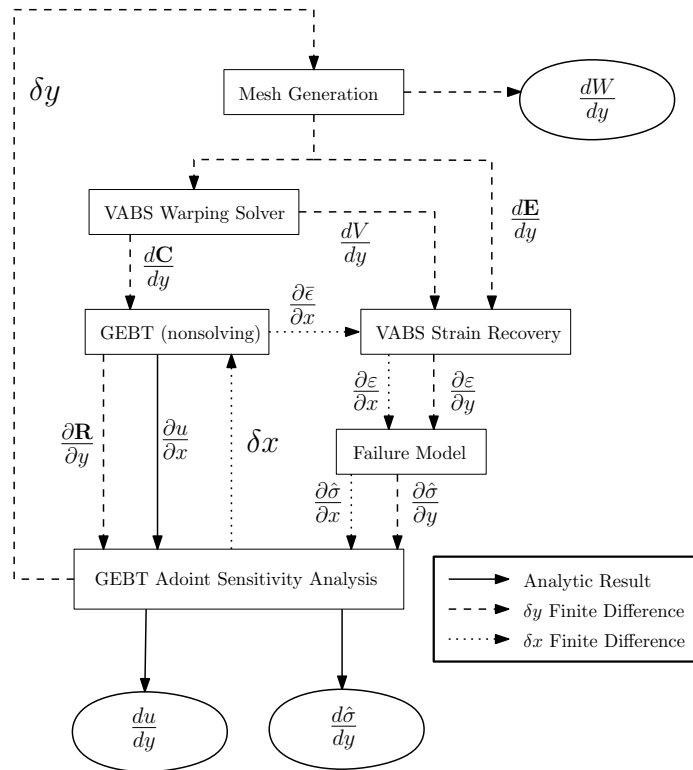 δy
Mesh Generation
dW/dy
VABS Warping Solver
dV/dy
d𝐄/dy
d𝐂/dy
∂ε̄/∂x
GEBT (nonsolving)
VABS Strain Recovery
∂ε/∂x
∂ε/∂y
∂𝐑/∂y
∂u/∂x
δx
Failure Model
∂σ̂/∂x
∂σ̂/∂y
GEBT Adoint Sensitivity Analysis
Analytic Result
δy Finite Difference
δx Finite Difference
du/dy
dσ̂/dy